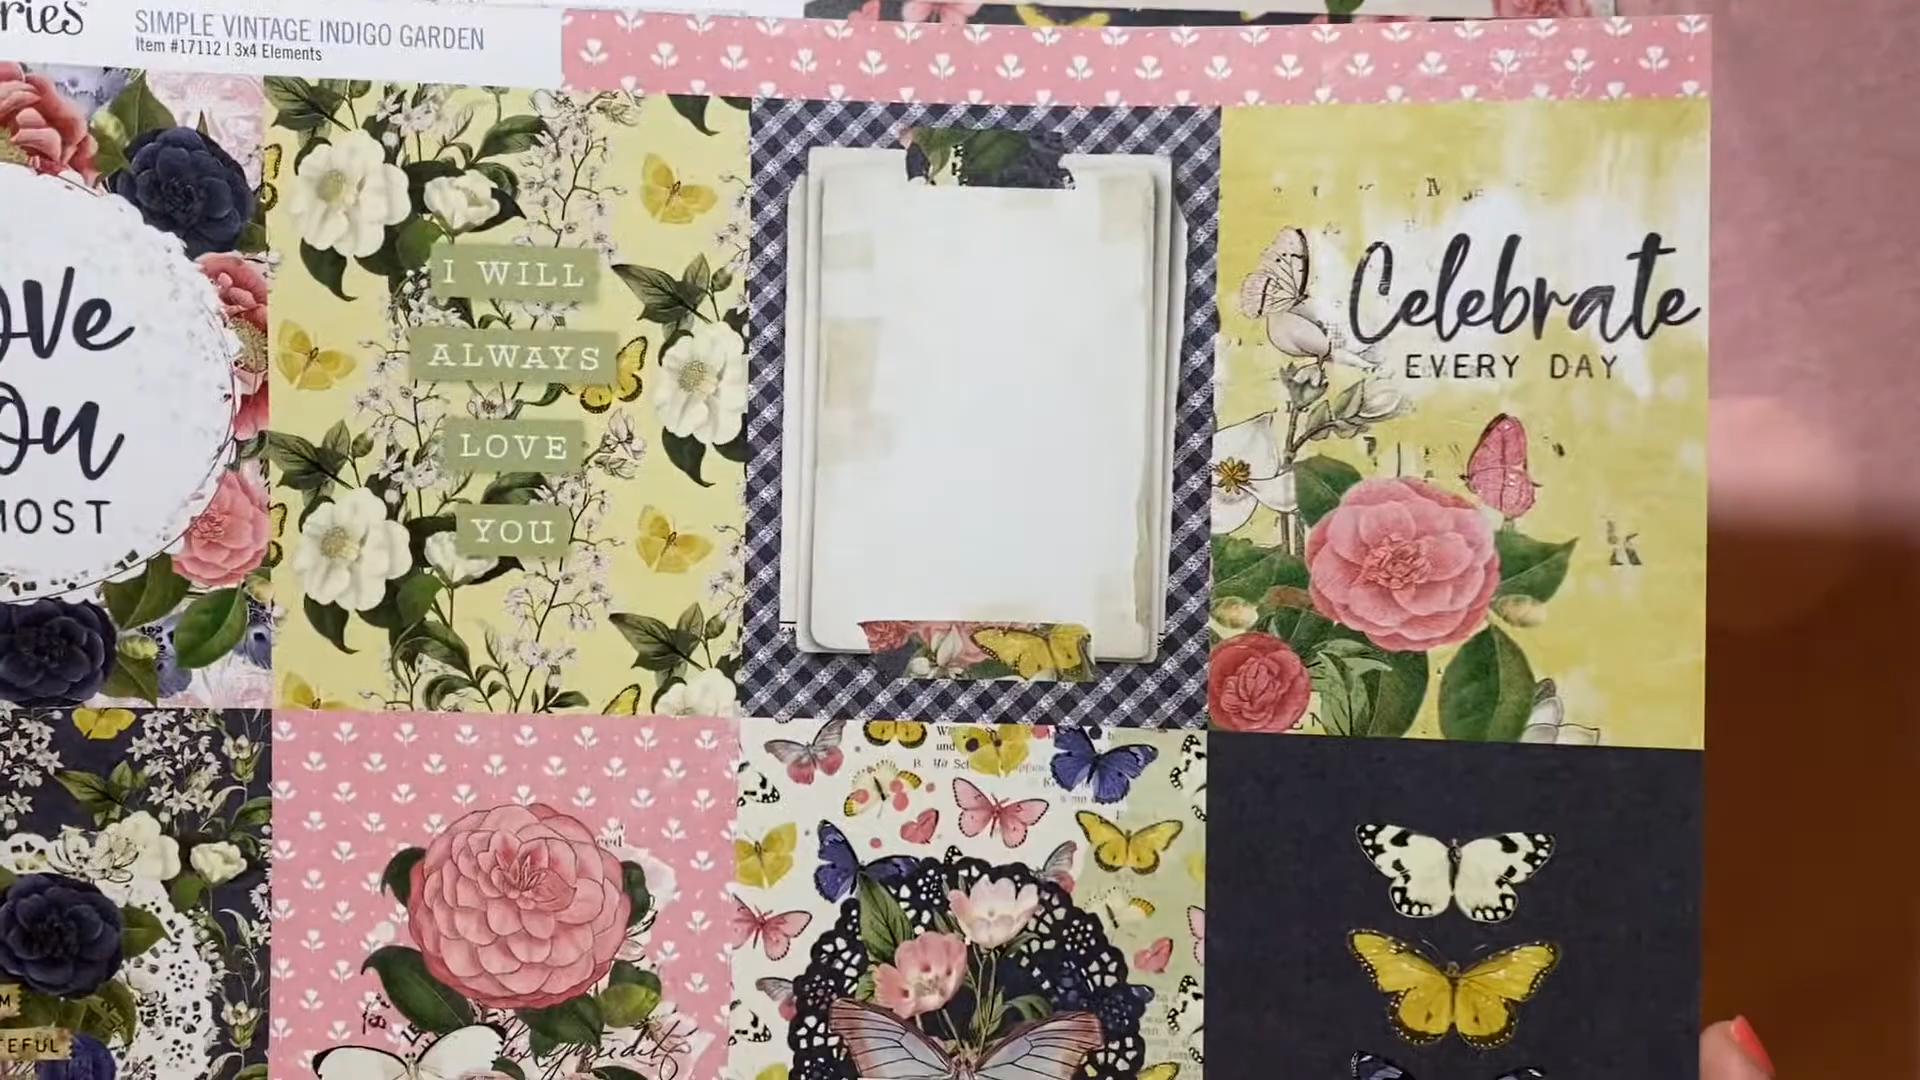 ries
SIMPLE VINTAGE INDIGO GARDEN
Item #17112 | 3x4 Elements
ove
ou
MOST
I WILL
ALWAYS
LOVE
YOU
Celebrate
EVERY DAY
k
TEFUL